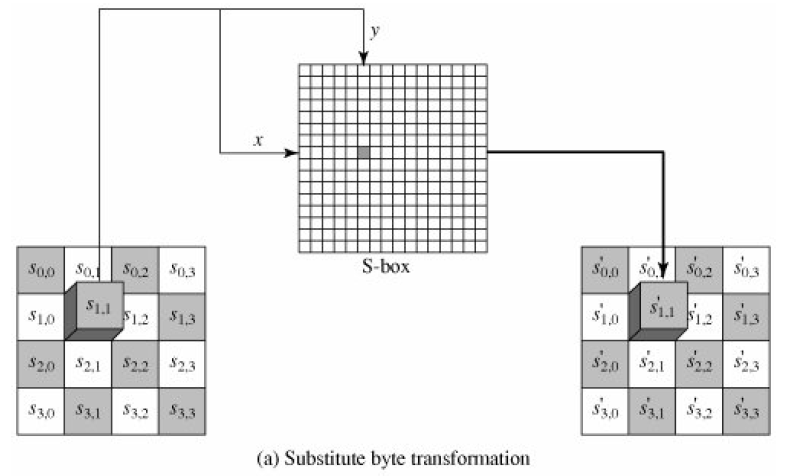 y
x
S-box
s0,0 s0,1 s0,2 s0,3
s1,0 s1,1 s1,2 s1,3
s2,0 s2,1 s2,2 s2,3
s3,0 s3,1 s3,2 s3,3
s'0,0 s'0,1 s'0,2 s'0,3
s'1,0 s'1,1 s'1,2 s'1,3
s'2,0 s'2,1 s'2,2 s'2,3
s'3,0 s'3,1 s'3,2 s'3,3
(a) Substitute byte transformation